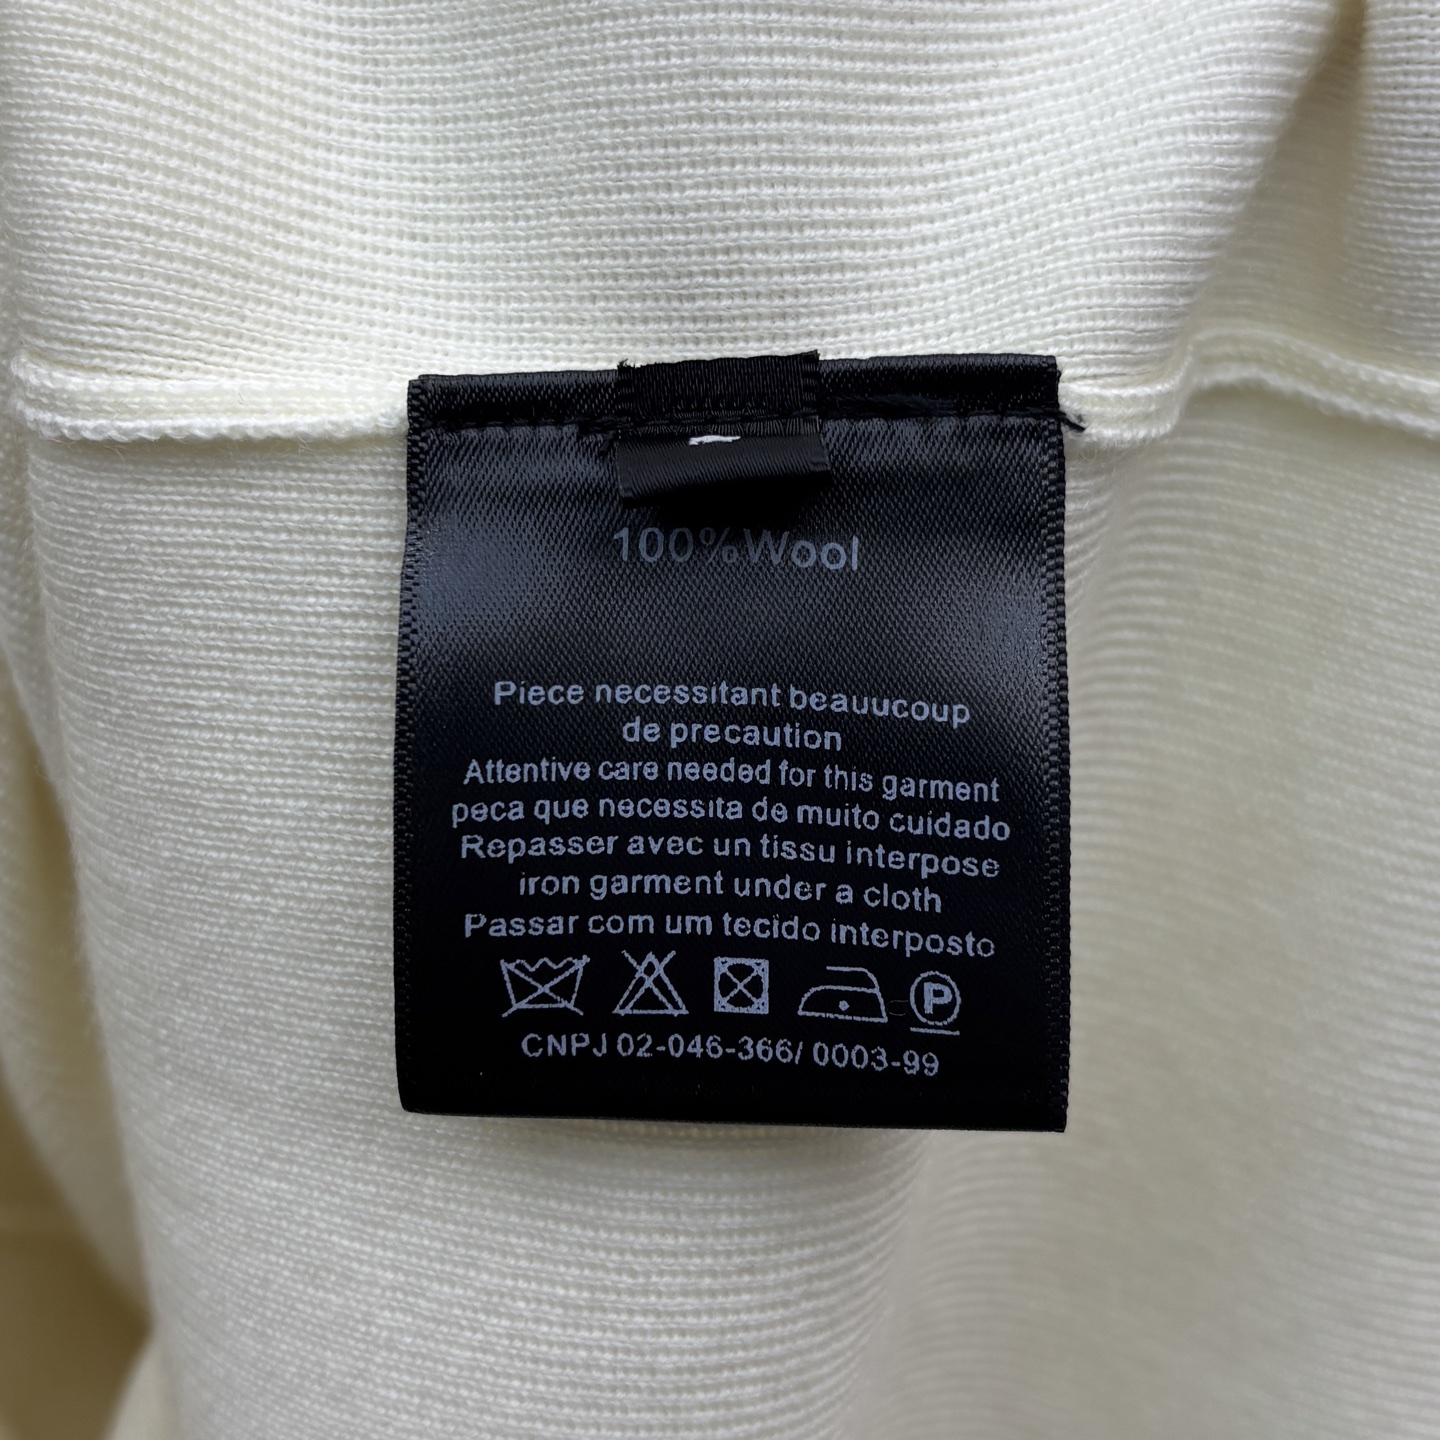 100%Wool
Piece necessitant beauucoup
de precaution
Attentive care needed for this garment
peca que necessita de muito cuidado
Repasser avec un tissu interpose
iron garment under a cloth
Passar com um tecido interposto
P
CNPJ 02-046-366/ 0003-99